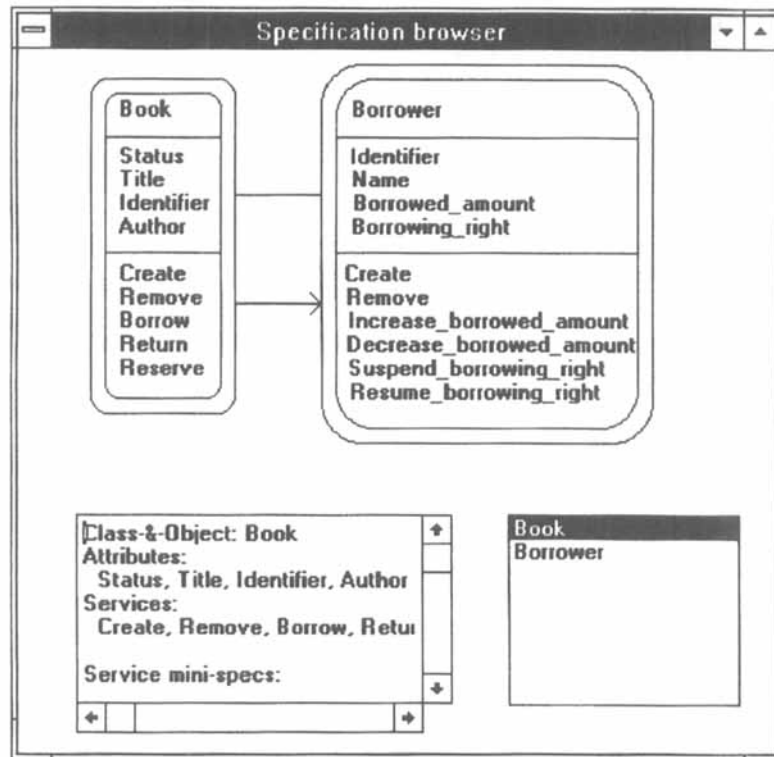 Specification browser
Book
Status
Title
Identifier
Author
Create
Remove
Borrow
Return
Reserve
Borrower
Identifier
Name
Borrowed_amount
Borrowing_right
Create
Remove
Increase_borrowed_amount
Decrease_borrowed_amount
Suspend_borrowing_right
Resume_borrowing_right
Class-&-Object: Book
Attributes:
Status, Title, Identifier, Author
Services:
Create, Remove, Borrow, Retur
Service mini-specs:
Book
Borrower